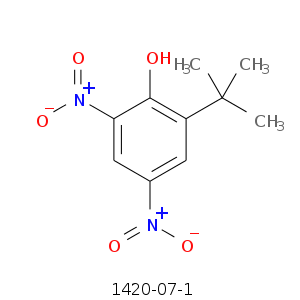 O OH H₃C CH₃
N⁺ CH₃
O⁻
N⁺
O O⁻
1420-07-1